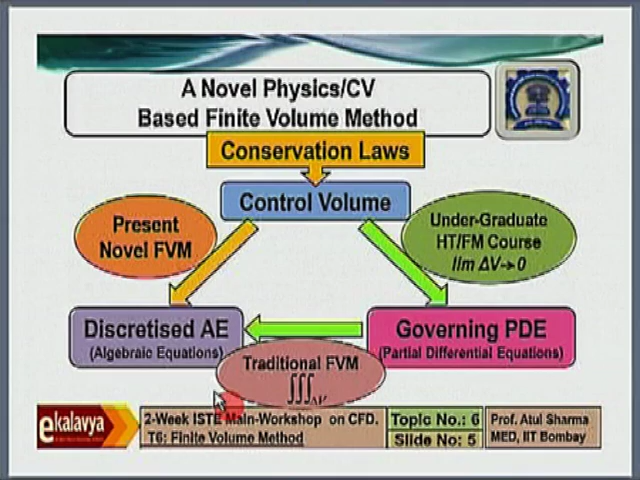 A Novel Physics/CV
Based Finite Volume Method
Conservation Laws
Control Volume
Present
Novel FVM
Under-Graduate
HT/FM Course
lim ΔV→0
Discretised AE
(Algebraic Equations)
Governing PDE
(Partial Differential Equations)
Traditional FVM
∭ΔV
ekalavya
2-Week ISTE Main-Workshop on CFD.
T6: Finite Volume Method
Topic No.: 6
Slide No.: 5
Prof. Atul Sharma
MED, IIT Bombay